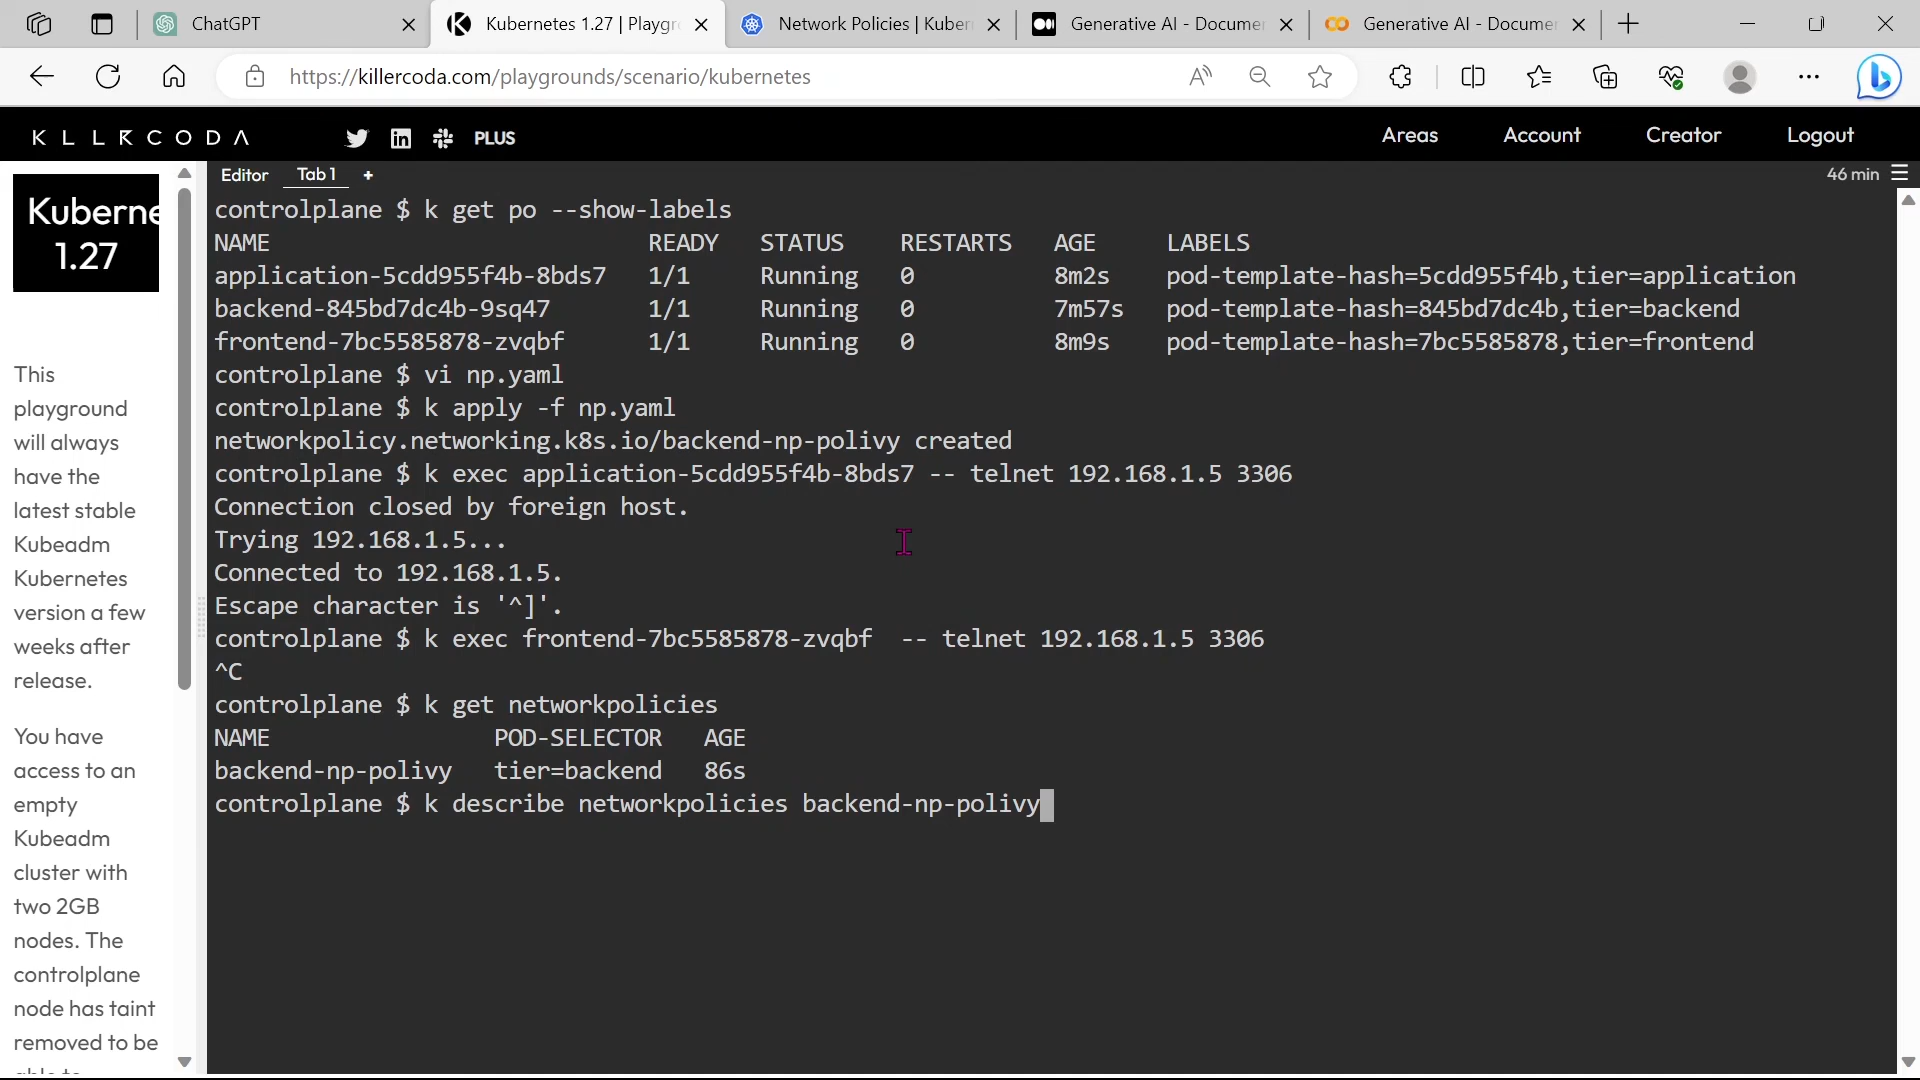 ChatGPT
Kubernetes 1.27 | Playgr
Network Policies | Kuber
Generative AI - Documen
Generative AI - Documen
https://killercoda.com/playgrounds/scenario/kubernetes
KLLRCODA
PLUS
Areas
Account
Creator
Logout
Editor
Tab 1
+
46 min
Kuberne
1.27
This
playground
will always
have the
latest stable
Kubeadm
Kubernetes
version a few
weeks after
release.
You have
access to an
empty
Kubeadm
cluster with
two 2GB
nodes. The
controlplane
node has taint
removed to be
able to
controlplane $ k get po --show-labels
NAME READY STATUS RESTARTS AGE LABELS
application-5cdd955f4b-8bds7 1/1 Running 0 8m2s pod-template-hash=5cdd955f4b,tier=application
backend-845bd7dc4b-9sq47 1/1 Running 0 7m57s pod-template-hash=845bd7dc4b,tier=backend
frontend-7bc5585878-zvqbf 1/1 Running 0 8m9s pod-template-hash=7bc5585878,tier=frontend
controlplane $ vi np.yaml
controlplane $ k apply -f np.yaml
networkpolicy.networking.k8s.io/backend-np-polivy created
controlplane $ k exec application-5cdd955f4b-8bds7 -- telnet 192.168.1.5 3306
Connection closed by foreign host.
Trying 192.168.1.5...
Connected to 192.168.1.5.
Escape character is '^]'.
controlplane $ k exec frontend-7bc5585878-zvqbf  -- telnet 192.168.1.5 3306
^C
controlplane $ k get networkpolicies
NAME POD-SELECTOR AGE
backend-np-polivy tier=backend 86s
controlplane $ k describe networkpolicies backend-np-polivy